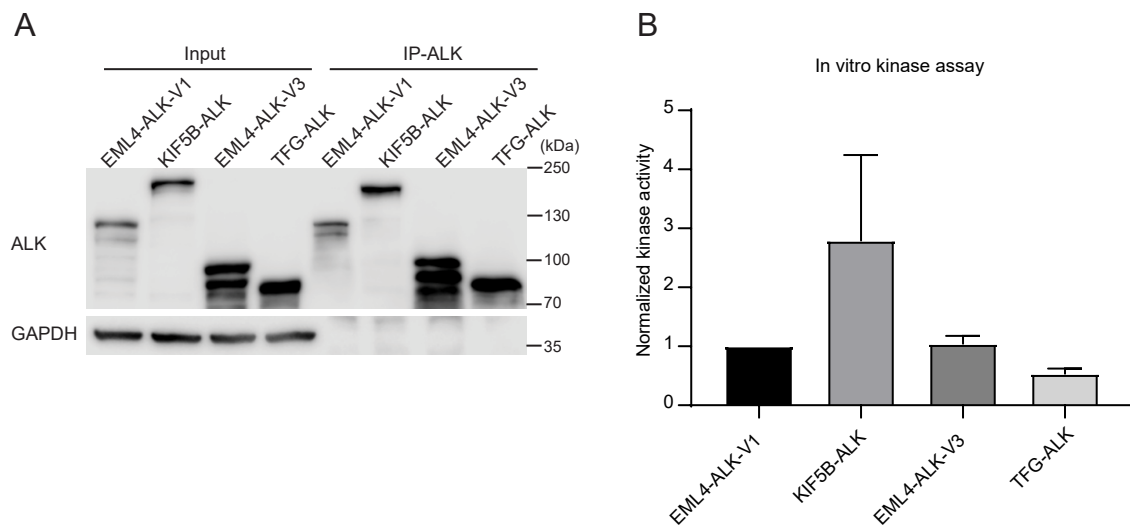 A
Input
IP-ALK
EML4-ALK-V1
KIF5B-ALK
EML4-ALK-V3
TFG-ALK
EML4-ALK-V1
KIF5B-ALK
EML4-ALK-V3
TFG-ALK
(kDa)
250
130
ALK
100
70
GAPDH
35
B
In vitro kinase assay
Normalized kinase activity
5
4
3
2
1
0
EML4-ALK-V1
KIF5B-ALK
EML4-ALK-V3
TFG-ALK